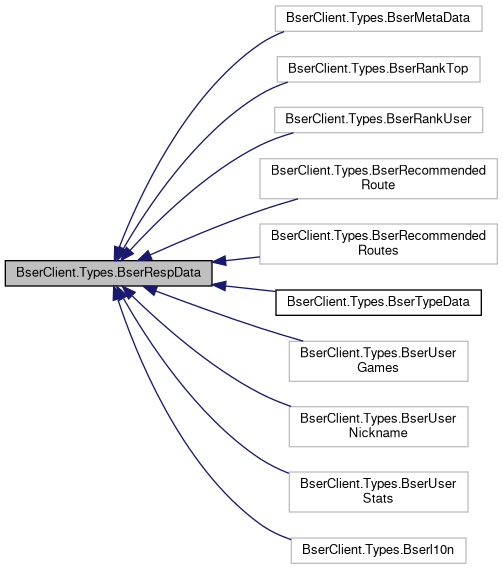 BserClient.Types.BserMetaData
BserClient.Types.BserRankTop
BserClient.Types.BserRankUser
BserClient.Types.BserRecommended
Route
BserClient.Types.BserRecommended
Routes
BserClient.Types.BserRespData
BserClient.Types.BserTypeData
BserClient.Types.BserUser
Games
BserClient.Types.BserUser
Nickname
BserClient.Types.BserUser
Stats
BserClient.Types.Bserl10n